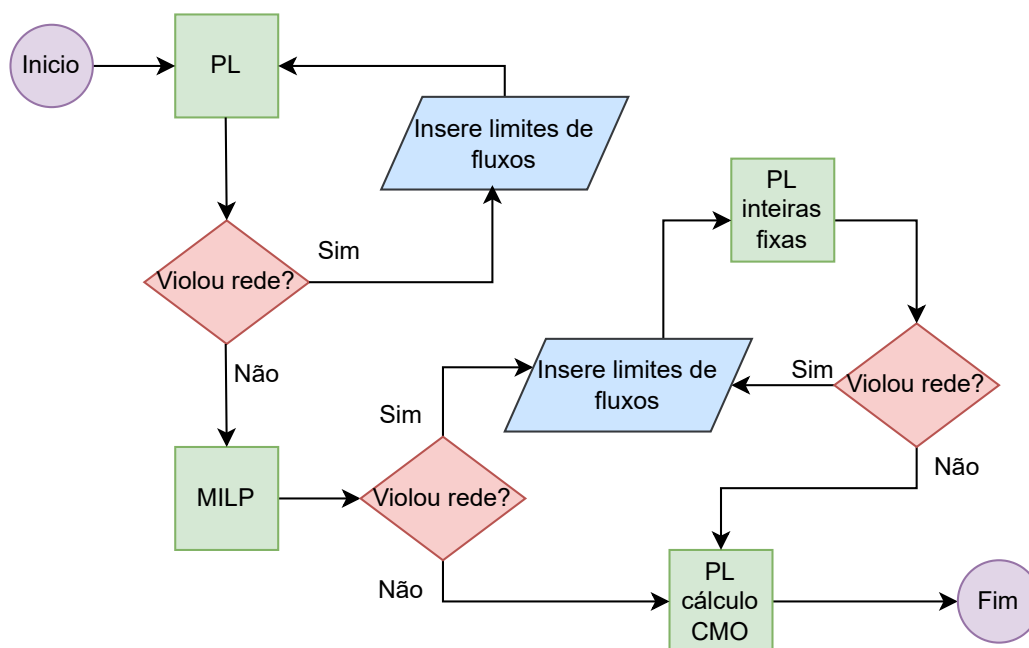 Inicio
PL
Insere limites de
fluxos
Violou rede?
Sim
Não
MILP
Violou rede?
Sim
Não
Insere limites de
fluxos
PL
inteiras
fixas
Violou rede?
Sim
Não
PL
cálculo
CMO
Fim